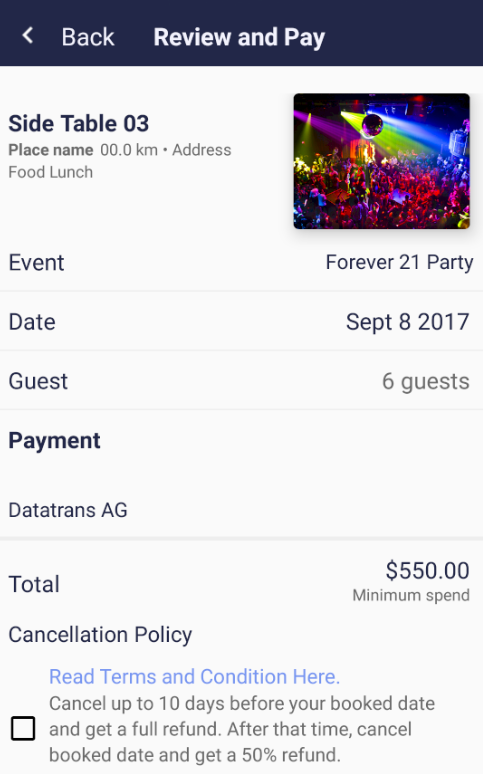 Back Review and Pay
Side Table 03
Place name 00.0 km • Address
Food Lunch
Event Forever 21 Party
Date Sept 8 2017
Guest 6 guests
Payment
Datatrans AG
Total $550.00
Minimum spend
Cancellation Policy
Read Terms and Condition Here.
Cancel up to 10 days before your booked date
and get a full refund. After that time, cancel
booked date and get a 50% refund.